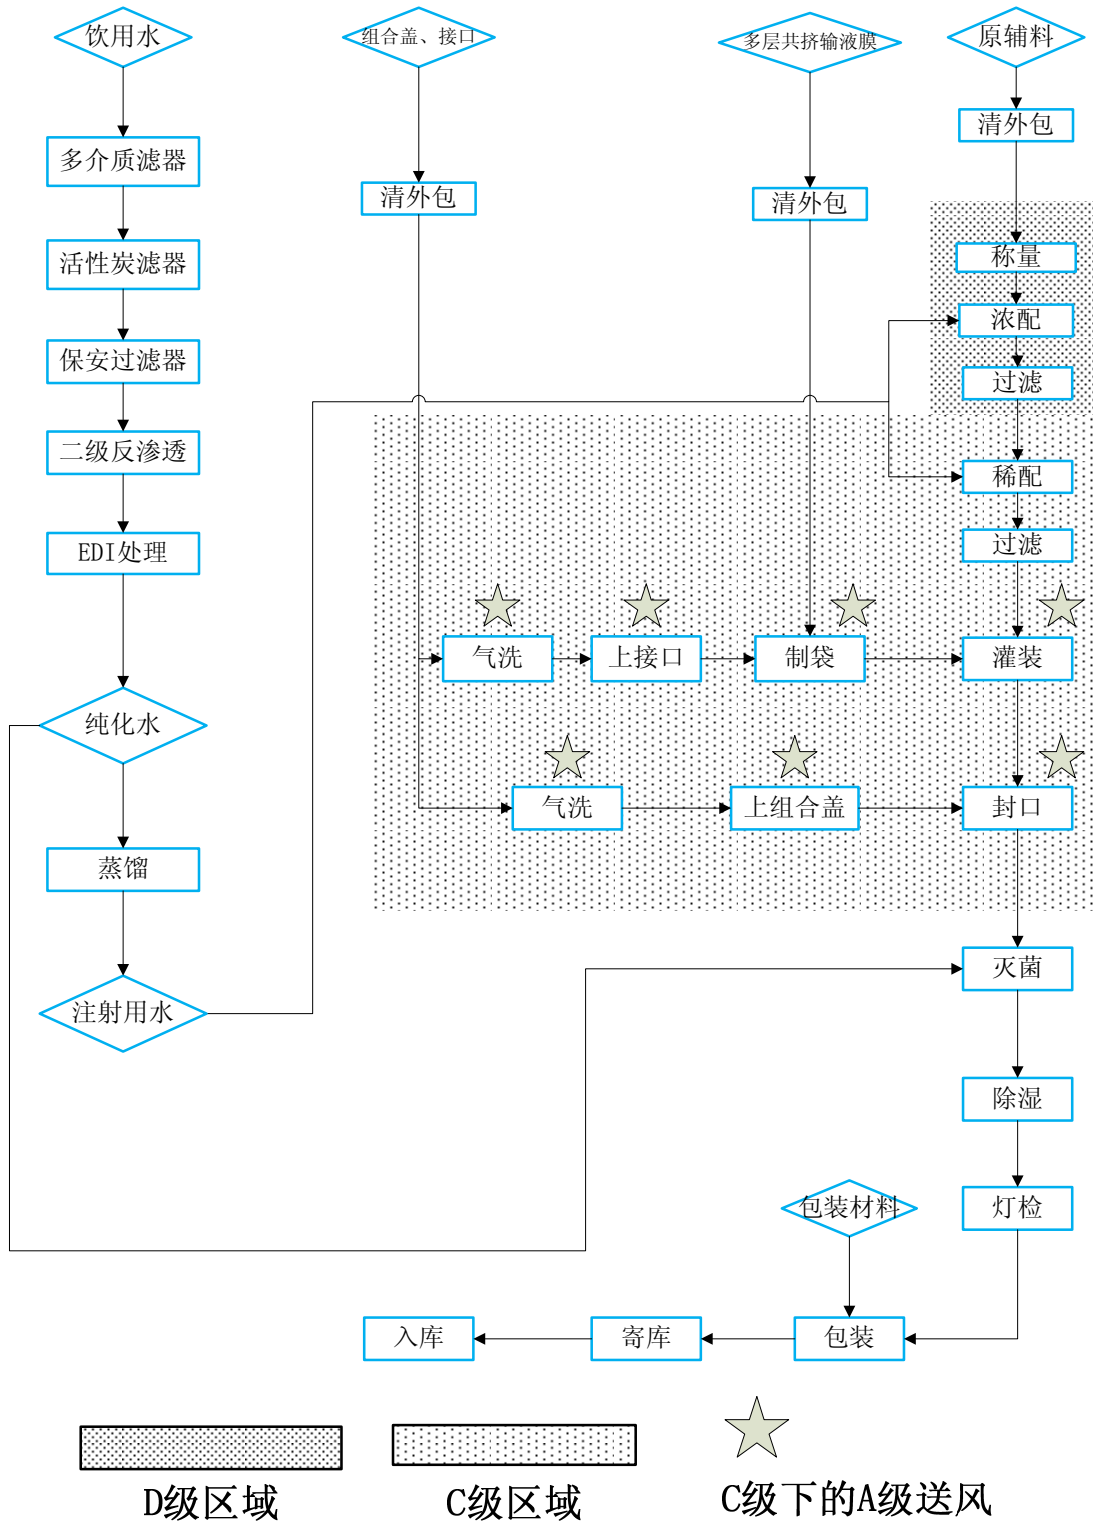 饮用水
组合盖、接口
多层共挤输液膜
原辅料
清外包
多介质滤器
清外包
清外包
活性炭滤器
称量
浓配
保安过滤器
过滤
二级反渗透
稀配
EDI处理
过滤
气洗
上接口
制袋
灌装
纯化水
气洗
上组合盖
封口
蒸馏
灭菌
注射用水
除湿
包装材料
灯检
入库
寄库
包装
D级区域
C级区域
C级下的A级送风